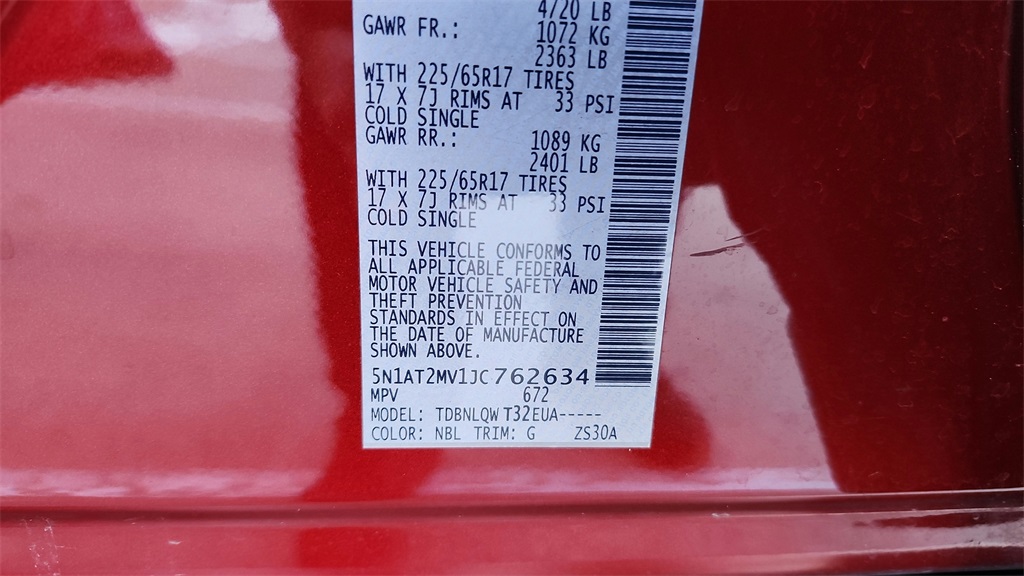 4720 LB
GAWR FR.: 1072 KG
2363 LB
WITH 225/65R17 TIRES
17 X 7J RIMS AT 33 PSI
COLD SINGLE
GAWR RR.: 1089 KG
2401 LB
WITH 225/65R17 TIRES
17 X 7J RIMS AT 33 PSI
COLD SINGLE
THIS VEHICLE CONFORMS TO
ALL APPLICABLE FEDERAL
MOTOR VEHICLE SAFETY AND
THEFT PREVENTION
STANDARDS IN EFFECT ON
THE DATE OF MANUFACTURE
SHOWN ABOVE.
5N1AT2MV1JC762634
MPV 672
MODEL: TDBNLQW T32EUA-----
COLOR: NBL TRIM: G ZS30A